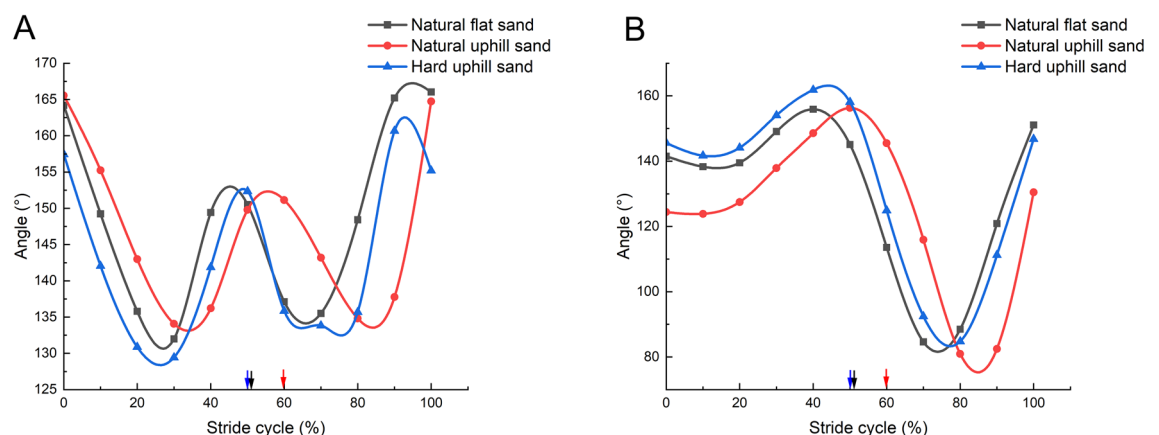 A
Natural flat sand
Natural uphill sand
Hard uphill sand
170
165
160
155
150
145
140
135
130
125
Angle (°)
0 20 40 60 80 100
Stride cycle (%)
B
Natural flat sand
Natural uphill sand
Hard uphill sand
160
140
120
100
80
Angle (°)
0 20 40 60 80 100
Stride cycle (%)